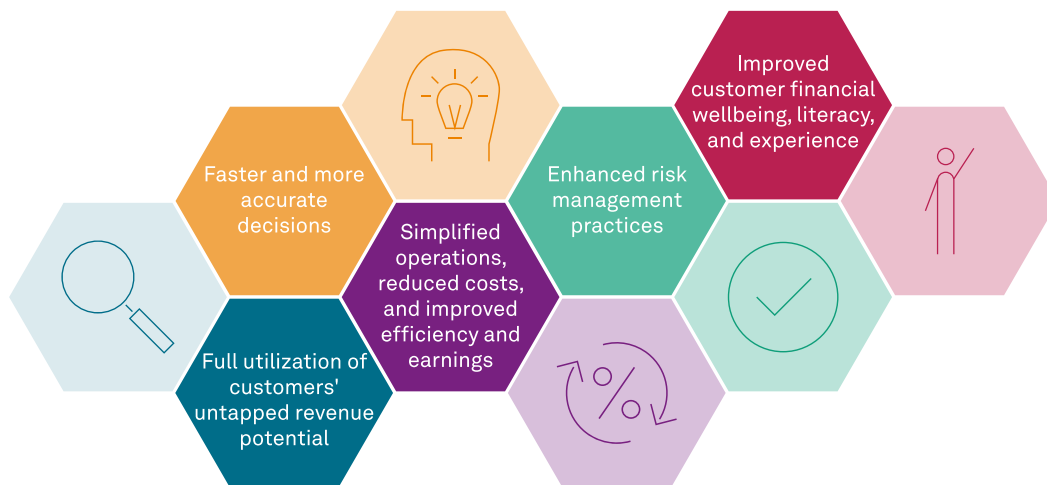 Improved
customer financial
wellbeing, literacy,
and experience
Faster and more
accurate
decisions
Enhanced risk
management
practices
Simplified
operations,
reduced costs,
and improved
efficiency and
earnings
Full utilization of
customers'
untapped revenue
potential
%